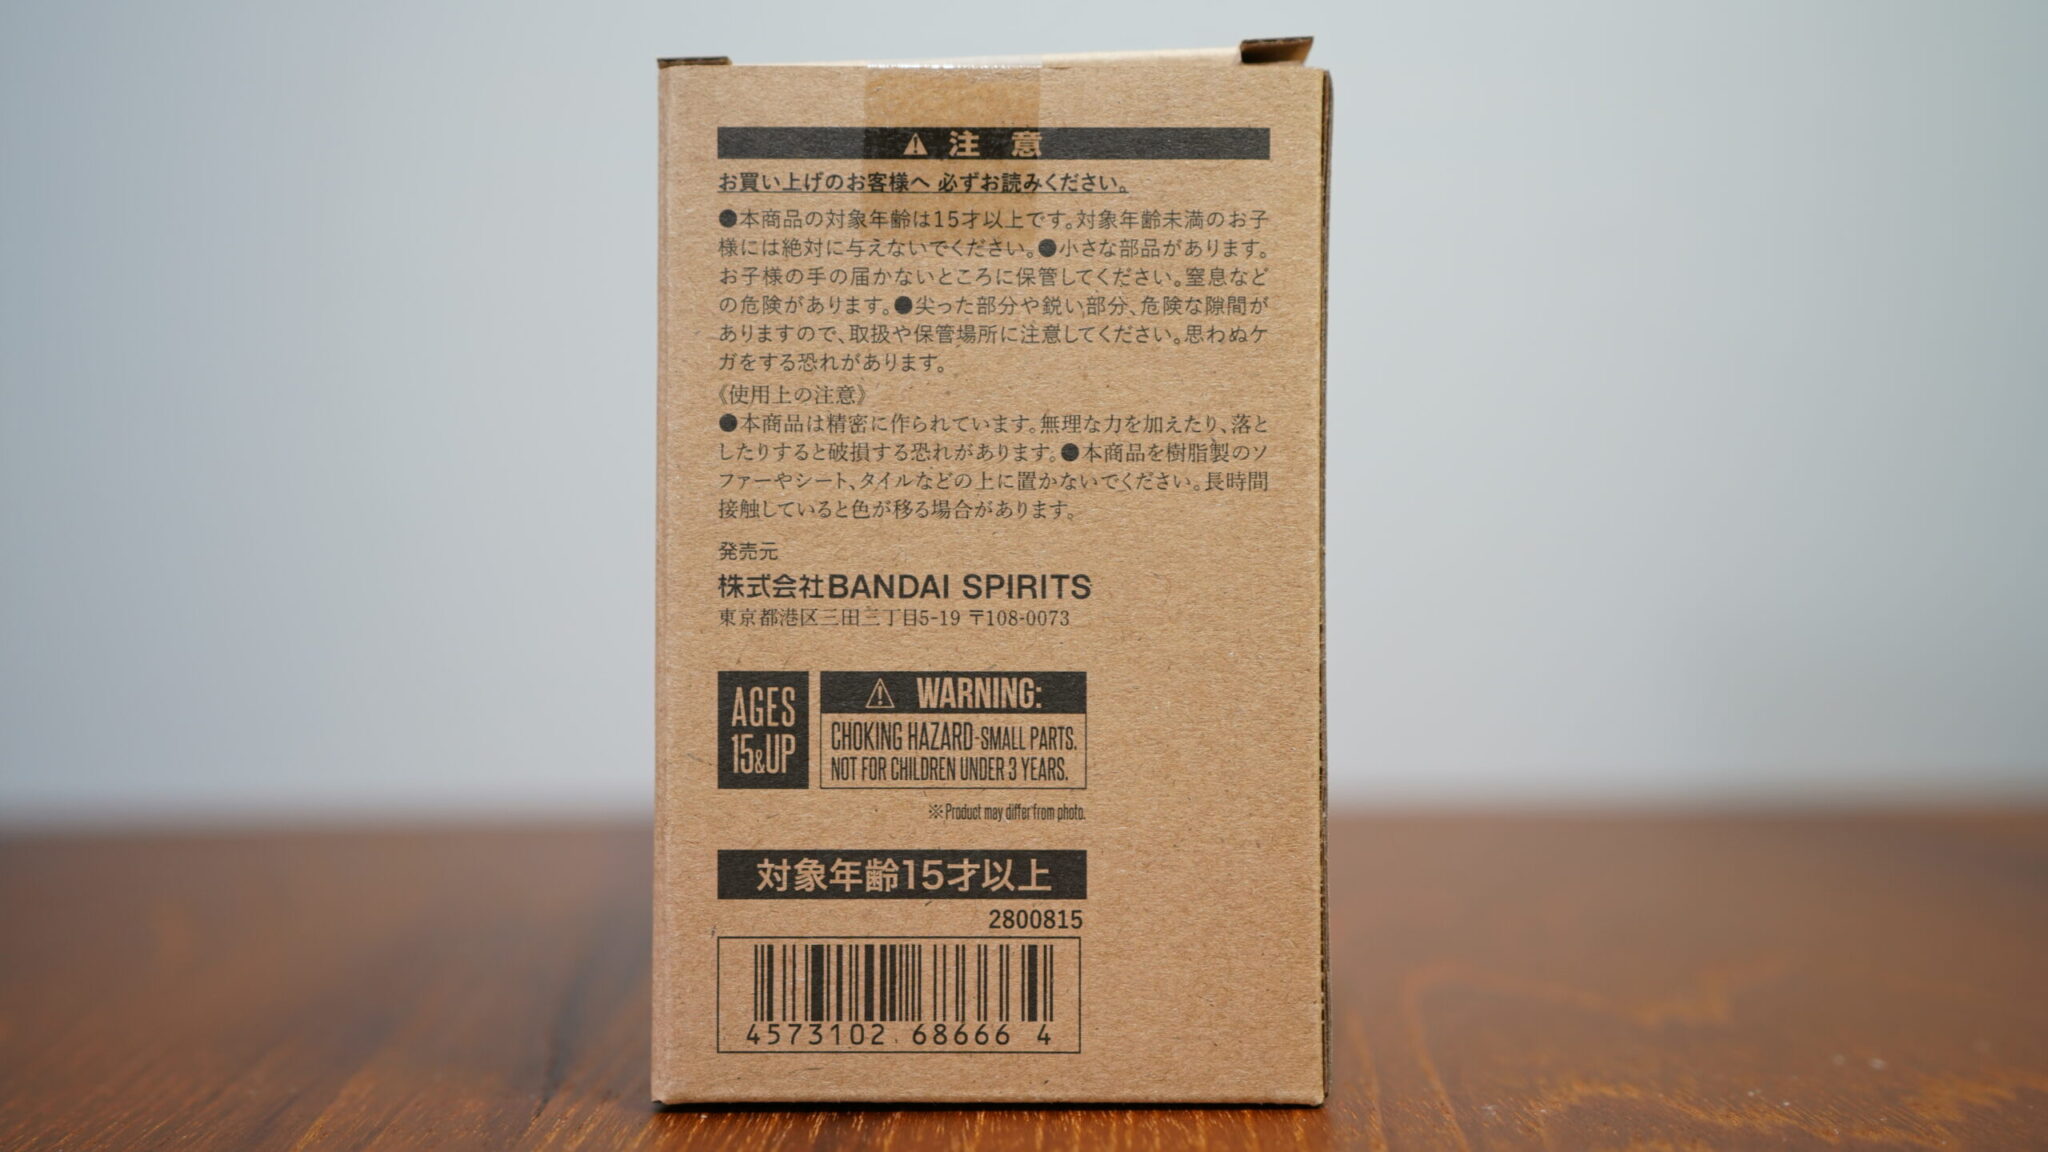 ⚠ 注 意
お買い上げのお客様へ 必ずお読みください。
●本商品の対象年齢は15才以上です。対象年齢未満のお子
様には絶対に与えないでください。●小さな部品があります。
お子様の手の届かないところに保管してください。窒息など
の危険があります。●尖った部分や鋭い部分、危険な隙間が
ありますので、取扱や保管場所に注意してください。思わぬケ
ガをする恐れがあります。
《使用上の注意》
●本商品は精密に作られています。無理な力を加えたり、落と
したりすると破損する恐れがあります。●本商品を樹脂製のソ
ファーやシート、タイルなどの上に置かないでください。長時間
接触していると色が移る場合があります。
発売元
株式会社BANDAI SPIRITS
東京都港区三田三丁目5-19 〒108-0073
AGES
15&UP
⚠ WARNING:
CHOKING HAZARD-SMALL PARTS.
NOT FOR CHILDREN UNDER 3 YEARS.
※Product may differ from photo.
対象年齢15才以上
2800815
4573102 68666 4